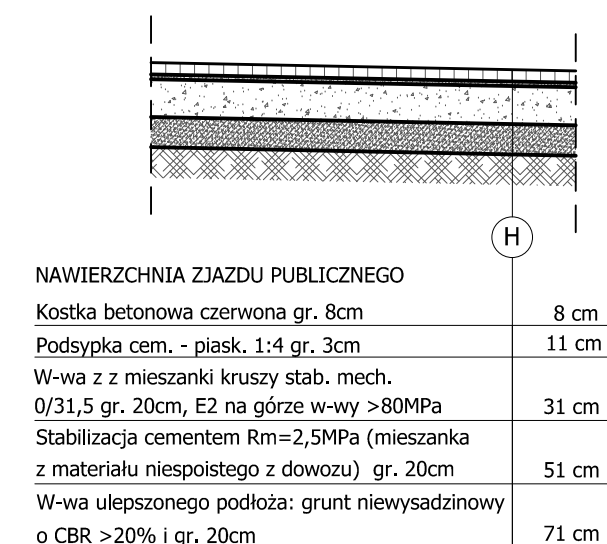 H
NAWIERZCHNIA ZJAZDU PUBLICZNEGO
Kostka betonowa czerwona gr. 8cm 8 cm
Podsypka cem. - piask. 1:4 gr. 3cm 11 cm
W-wa z z mieszanki kruszy stab. mech.
0/31,5 gr. 20cm, E2 na górze w-wy >80MPa 31 cm
Stabilizacja cementem Rm=2,5MPa (mieszanka
z materiału niespoistego z dowozu) gr. 20cm 51 cm
W-wa ulepszonego podłoża: grunt niewysadzinowy
o CBR >20% i gr. 20cm 71 cm